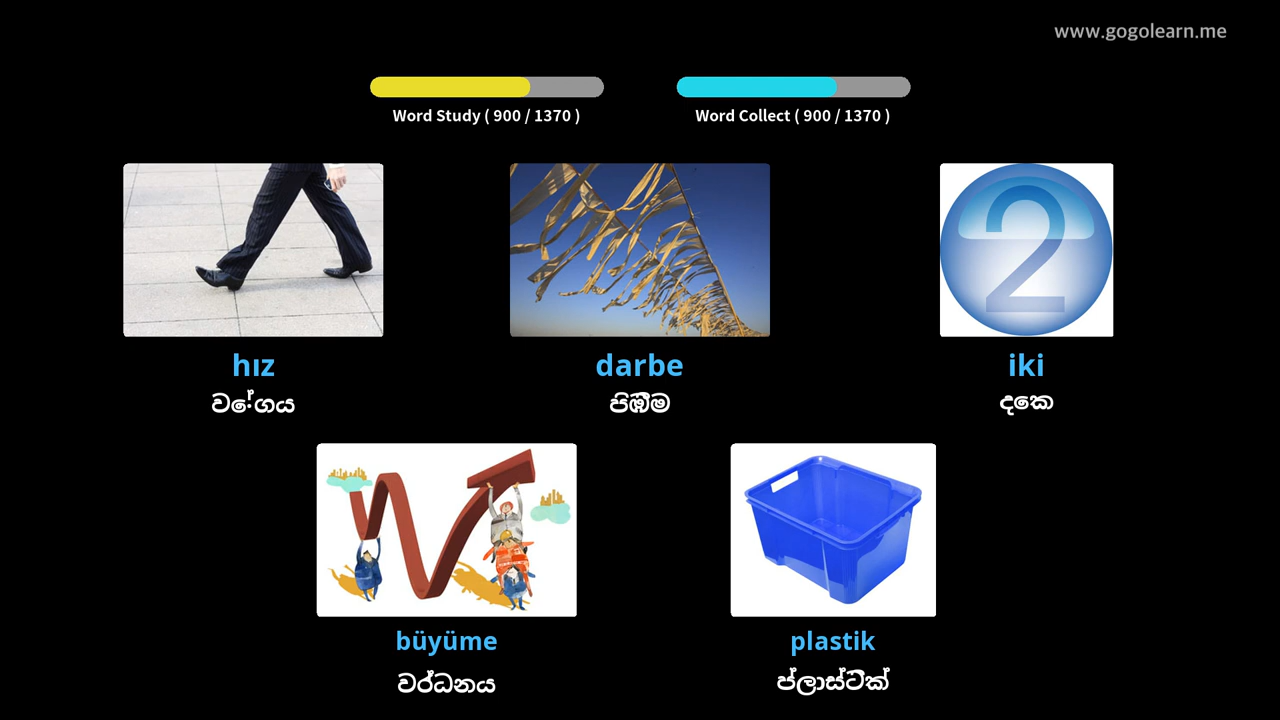 www.gogolearn.me
Word Study ( 900 / 1370 )
Word Collect ( 900 / 1370 )
2
hız
darbe
iki
වේගය
පිඹීම
දෙක
büyüme
plastik
වර්ධනය
ප්ලාස්ටික්